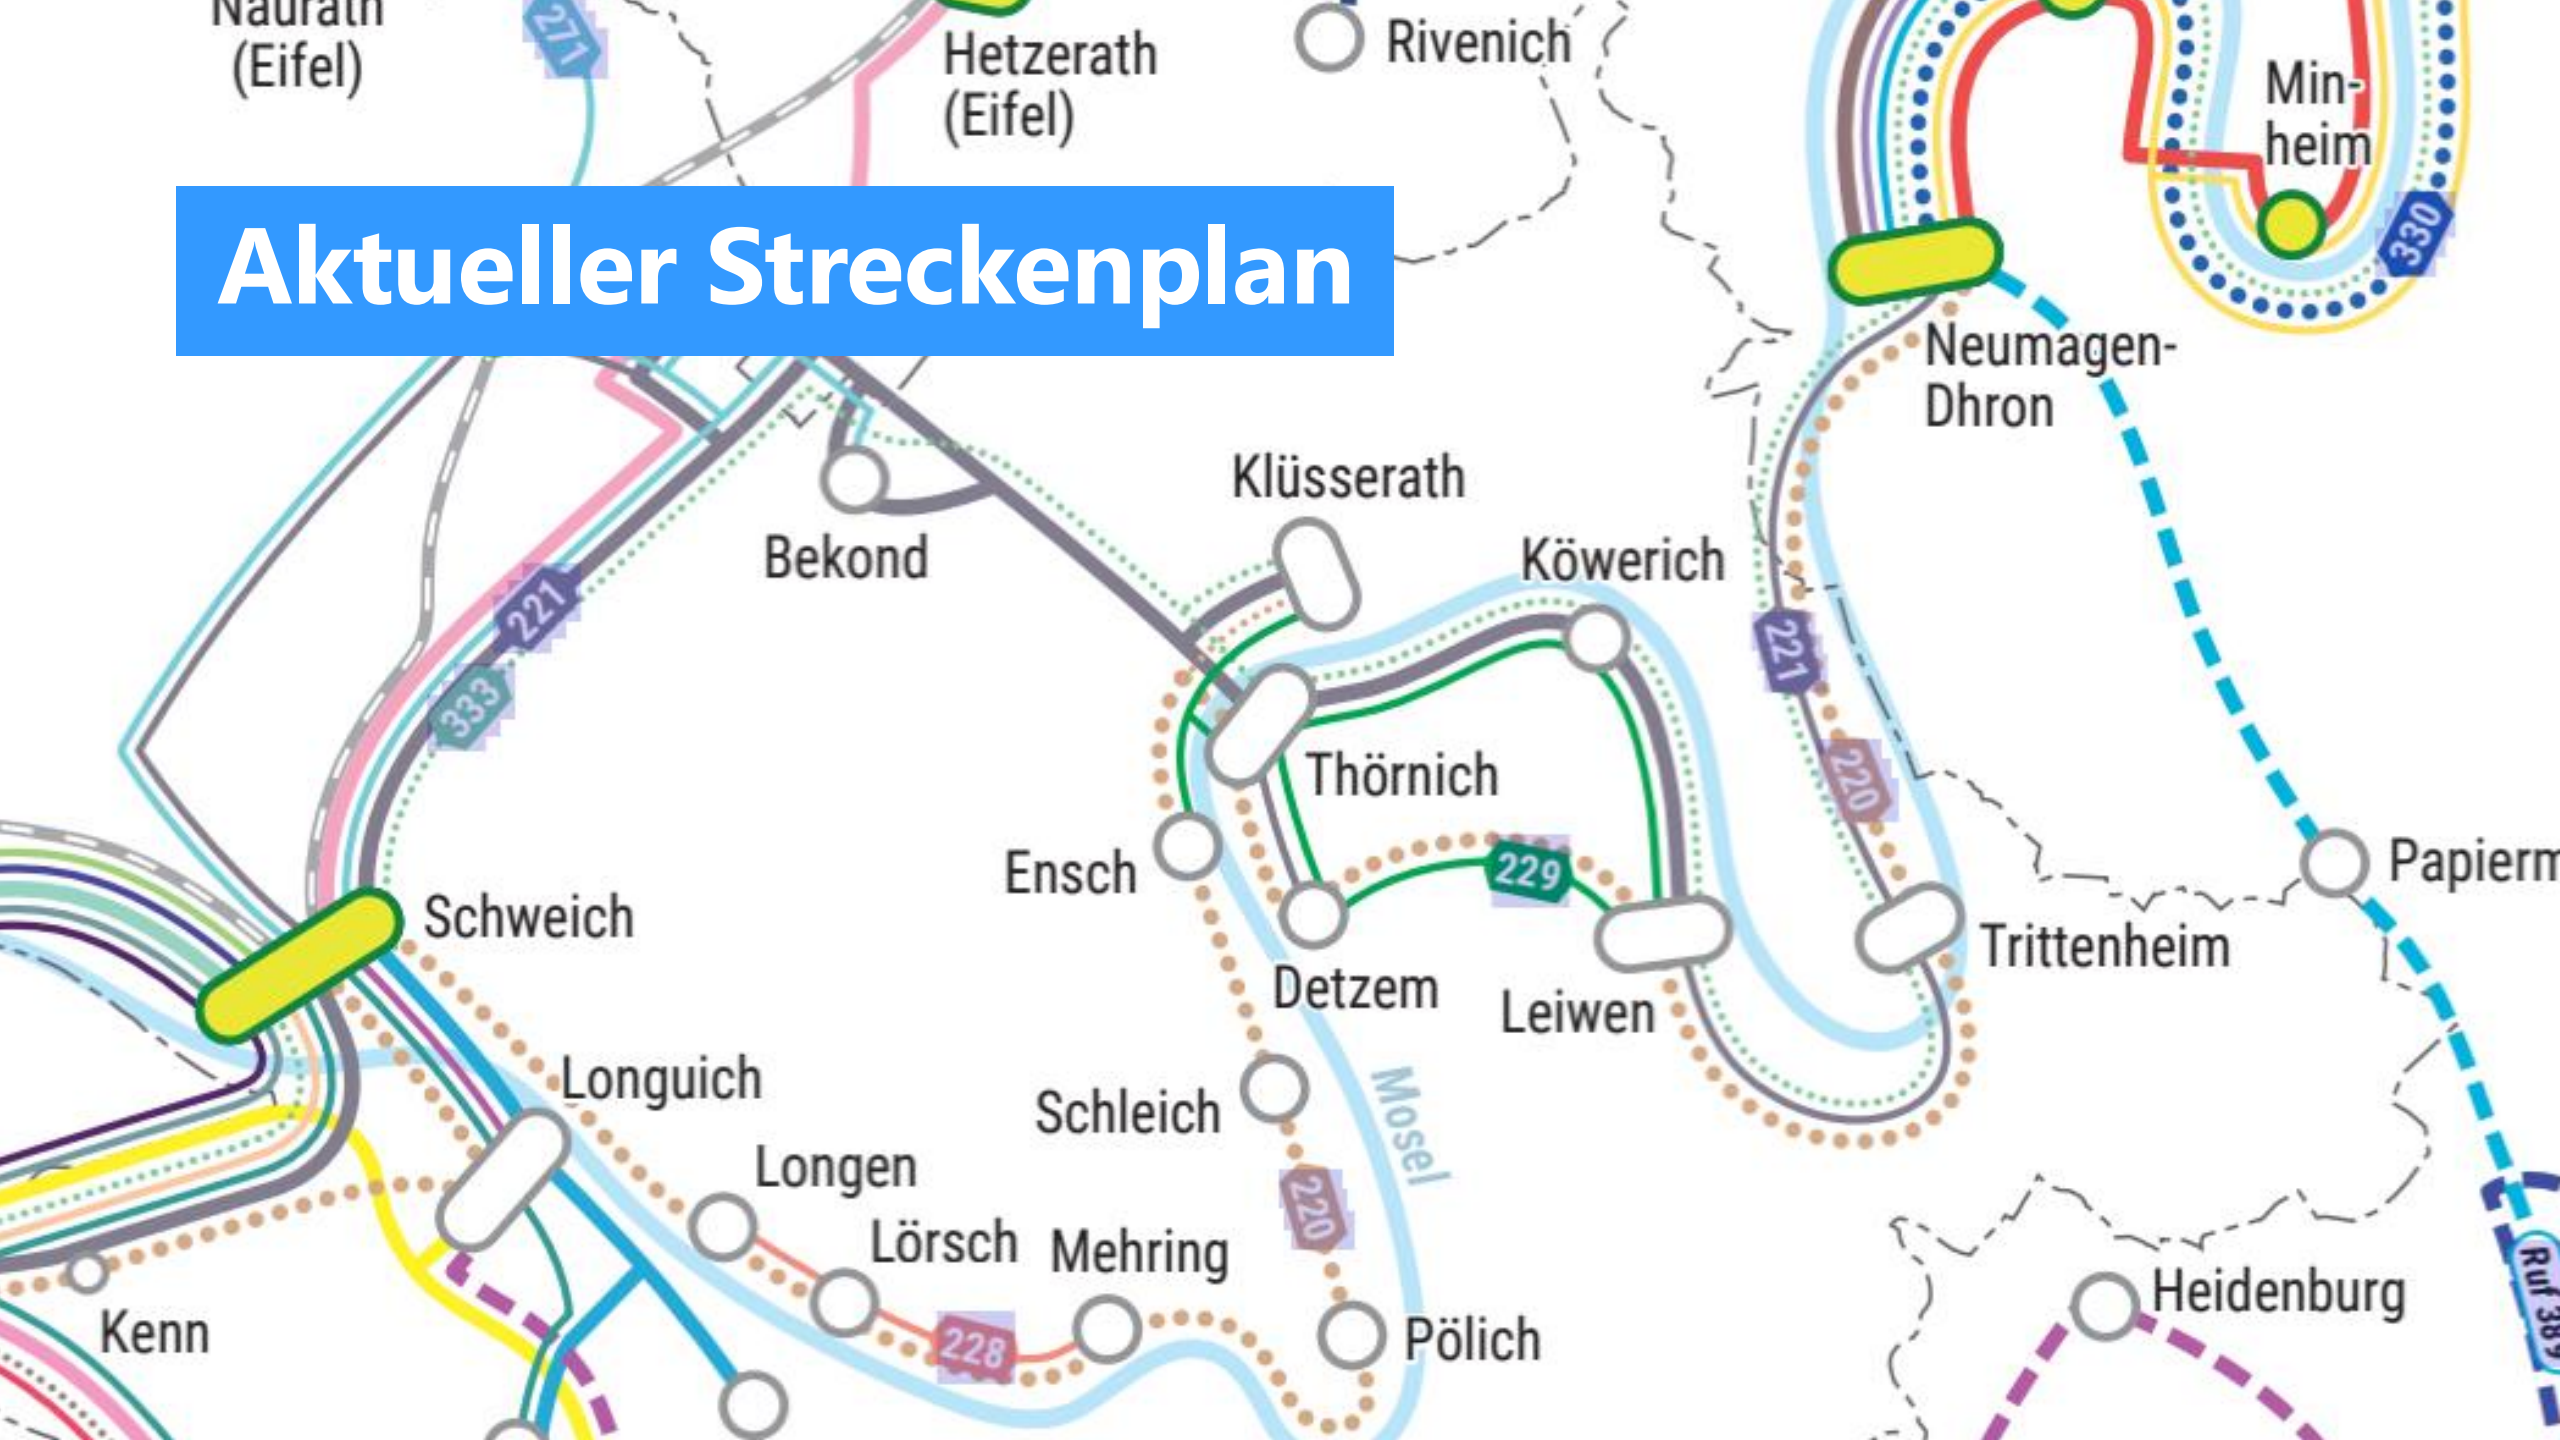 Naurath
(Eifel)
271
Hetzerath
(Eifel)
Rivenich
Min-
heim
330
Aktueller Streckenplan
Neumagen-
Dhron
Klüsserath
Bekond
Köwerich
221
221
333
220
Thörnich
229
Ensch
Papierm
Schweich
Trittenheim
Detzem
Leiwen
Longuich
Mosel
Schleich
Longen
220
Lörsch
Mehring
Heidenburg
Ruf 389
Kenn
228
Pölich